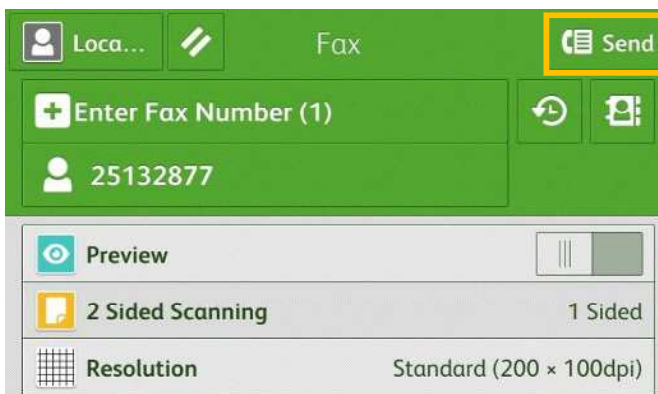 Loca... Fax Send
Enter Fax Number (1)
25132877
Preview
2 Sided Scanning 1 Sided
Resolution Standard (200 × 100dpi)